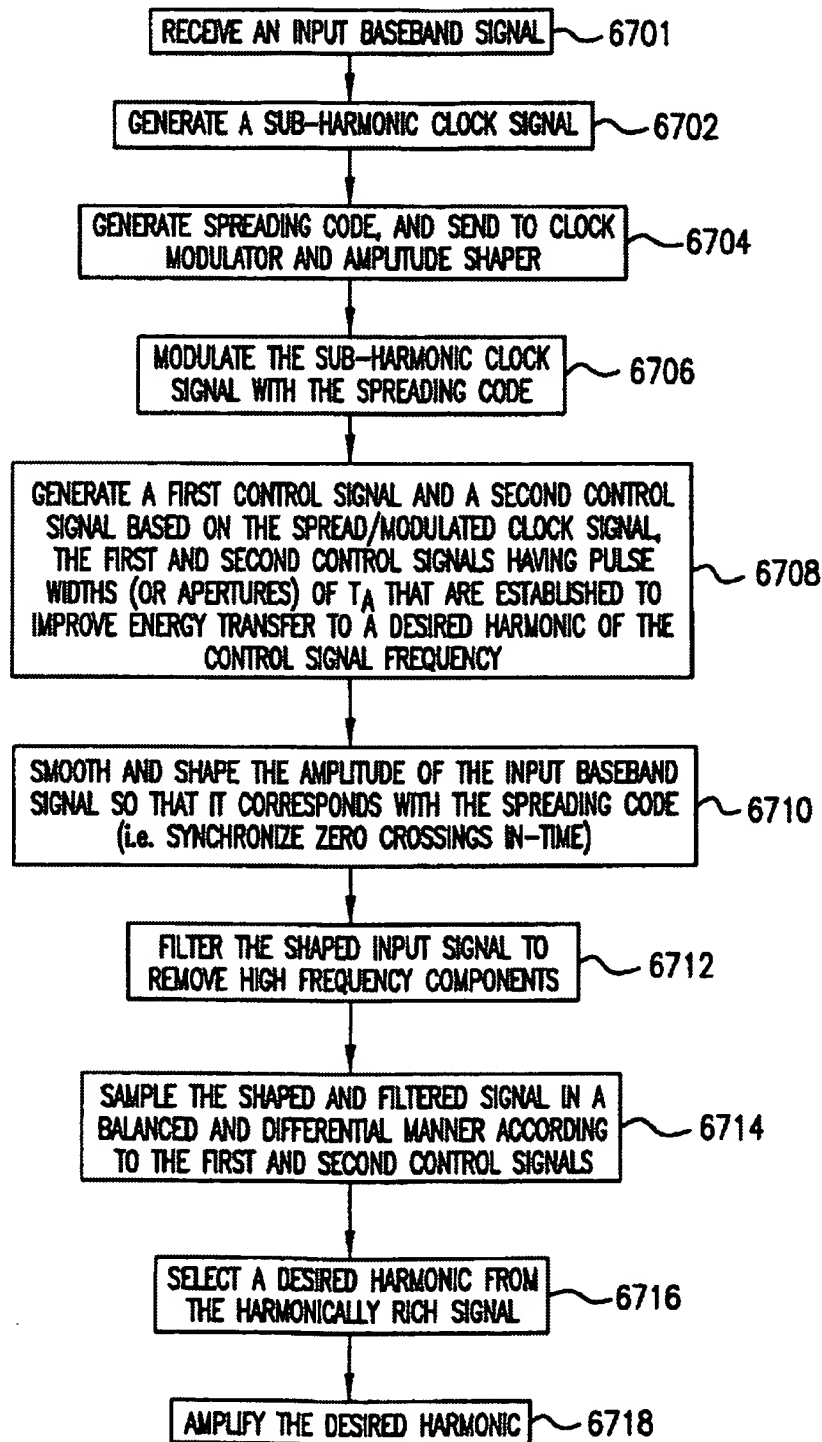 RECEIVE AN INPUT BASEBAND SIGNAL 6701
GENERATE A SUB-HARMONIC CLOCK SIGNAL 6702
GENERATE SPREADING CODE, AND SEND TO CLOCK
MODULATOR AND AMPLITUDE SHAPER
6704
MODULATE THE SUB-HARMONIC CLOCK
SIGNAL WITH THE SPREADING CODE
6706
GENERATE A FIRST CONTROL SIGNAL AND A SECOND CONTROL
SIGNAL BASED ON THE SPREAD/MODULATED CLOCK SIGNAL,
THE FIRST AND SECOND CONTROL SIGNALS HAVING PULSE
WIDTHS (OR APERTURES) OF TA THAT ARE ESTABLISHED TO
IMPROVE ENERGY TRANSFER TO A DESIRED HARMONIC OF THE
CONTROL SIGNAL FREQUENCY
6708
SMOOTH AND SHAPE THE AMPLITUDE OF THE INPUT BASEBAND
SIGNAL SO THAT IT CORRESPONDS WITH THE SPREADING CODE
(i.e. SYNCHRONIZE ZERO CROSSINGS IN-TIME)
6710
FILTER THE SHAPED INPUT SIGNAL TO
REMOVE HIGH FREQUENCY COMPONENTS
6712
SAMPLE THE SHAPED AND FILTERED SIGNAL IN A
BALANCED AND DIFFERENTIAL MANNER ACCORDING
TO THE FIRST AND SECOND CONTROL SIGNALS
6714
SELECT A DESIRED HARMONIC FROM
THE HARMONICALLY RICH SIGNAL
6716
AMPLIFY THE DESIRED HARMONIC 6718